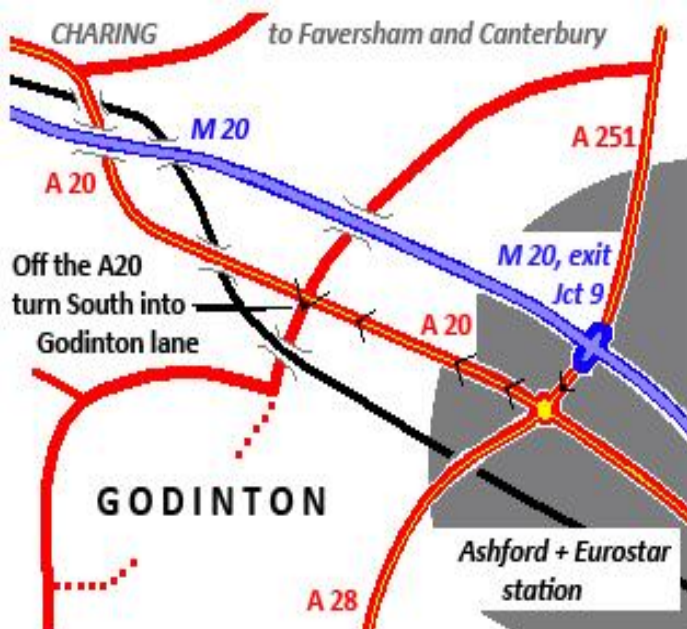 CHARING
to Faversham and Canterbury
M 20
A 251
A 20
Off the A20
turn South into
Godinton lane
M 20, exit
Jct 9
A 20
GODINTON
Ashford + Eurostar
station
A 28